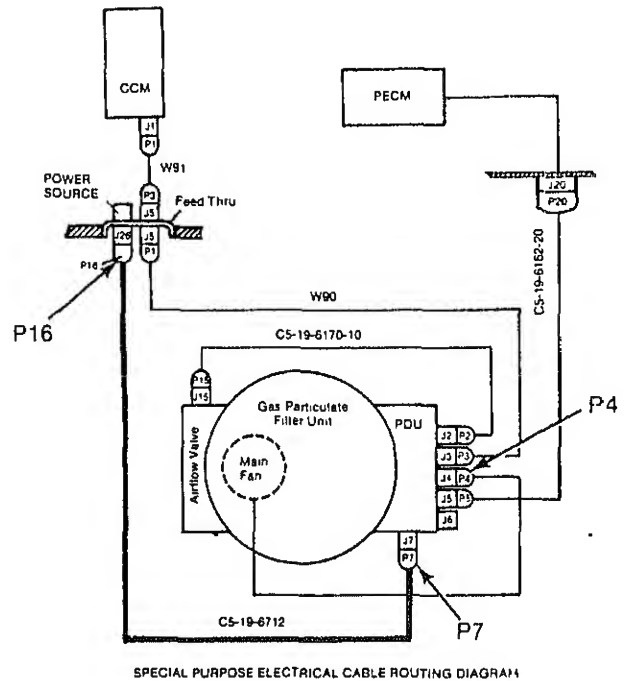 CCM
J1
P1
W91
PECM
POWER
SOURCE
P3
J5
Feed Thru
J26
J5
P1
P16
P16
J20
P20
C5-19-6162-20
W90
C5-19-6170-10
P15
J15
Gas Particulate
Filter Unit
PDU
Airflow Valve
Main
Fan
J2 P2
J3 P3
J4 P4
J5 P5
J6
P4
J7
P7
P7
C5-19-6712
SPECIAL PURPOSE ELECTRICAL CABLE ROUTING DIAGRAM